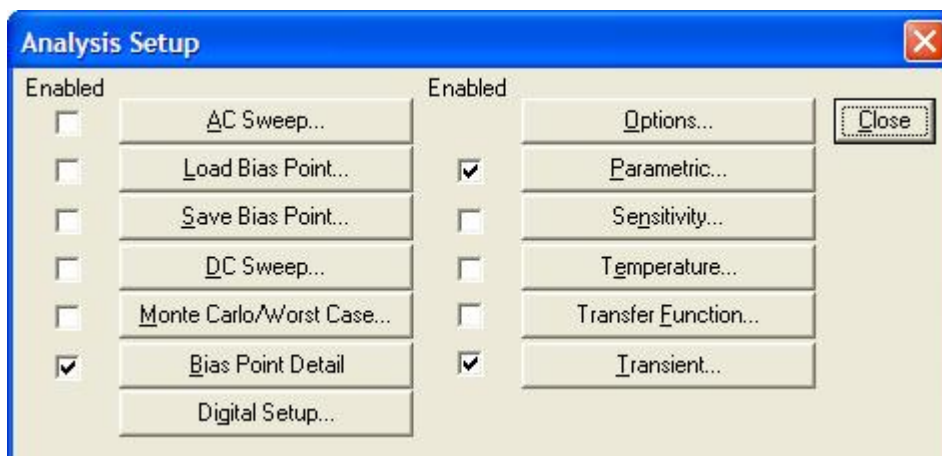 Analysis Setup
Enabled Enabled
AC Sweep... Options... Close
Load Bias Point... Parametric...
Save Bias Point... Sensitivity...
DC Sweep... Temperature...
Monte Carlo/Worst Case... Transfer Function...
Bias Point Detail Transient...
Digital Setup...